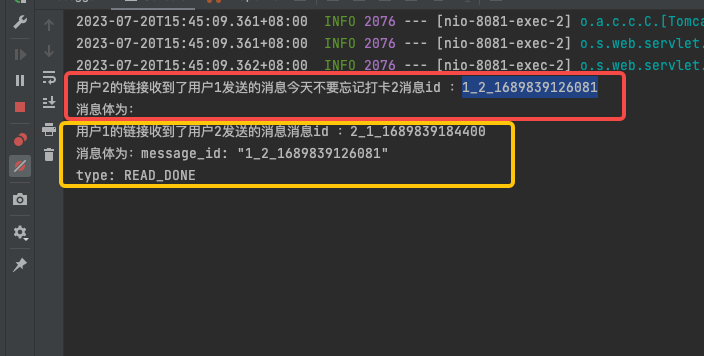 2023-07-20T15:45:09.361+08:00  INFO 2076 --- [nio-8081-exec-2] o.a.c.c.C.[Tomca
2023-07-20T15:45:09.361+08:00  INFO 2076 --- [nio-8081-exec-2] o.s.web.servlet.
2023-07-20T15:45:09.362+08:00  INFO 2076 --- [nio-8081-exec-2] o.s.web.servlet.
用户2的链接收到了用户1发送的消息今天不要忘记打卡2消息id : 1_2_1689839126081
消息体为:
用户1的链接收到了用户2发送的消息消息id : 2_1_1689839184400
消息体为: message_id: "1_2_1689839126081"
type: READ_DONE